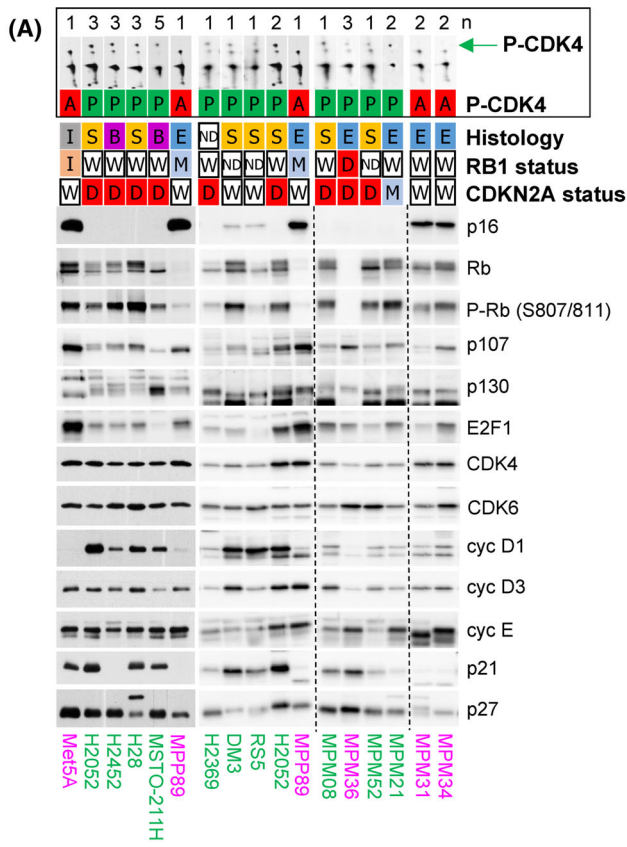 (A)
1 3 3 3 5 1 1 1 1 2 1 1 3 1 2 2 2 n
P-CDK4
A P P P P A P P P P A P P P P A A P-CDK4
I S B S B E ND S S S E S S S E E E Histology
I W W W W M W ND ND W M W D ND W W W RB1 status
W D D D D W D W W D W D D D M W W CDKN2A status
p16
Rb
P-Rb (S807/811)
p107
p130
E2F1
CDK4
CDK6
cyc D1
cyc D3
cyc E
p21
p27
Met5A H2052 H2452 H28 MSTO-211H MPP89 H2369 DM3 RS5 H2052 MPP89 MPM08 MPM36 MPM52 MPM21 MPM31 MPM34